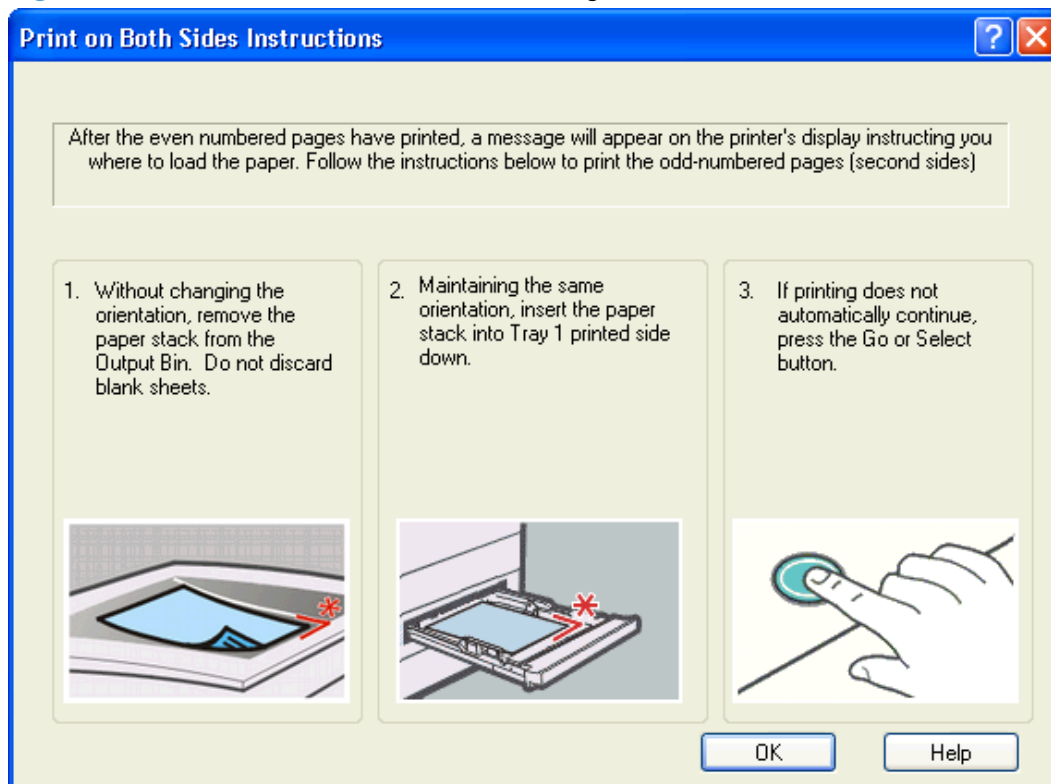 Print on Both Sides Instructions
After the even numbered pages have printed, a message will appear on the printer's display instructing you
where to load the paper. Follow the instructions below to print the odd-numbered pages (second sides)
1. Without changing the
orientation, remove the
paper stack from the
Output Bin. Do not discard
blank sheets.
2. Maintaining the same
orientation, insert the paper
stack into Tray 1 printed side
down.
3. If printing does not
automatically continue,
press the Go or Select
button.
OK
Help